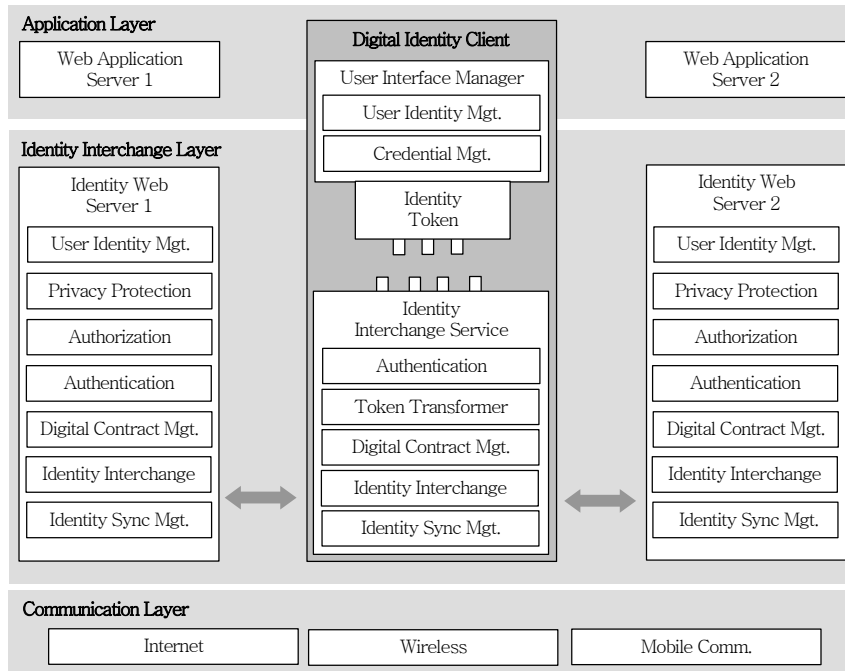 Application Layer
Web Application
Server 1
Digital Identity Client
User Interface Manager
User Identity Mgt.
Credential Mgt.
Identity
Token
Web Application
Server 2
Identity Interchange Layer
Identity Web
Server 1
User Identity Mgt.
Privacy Protection
Authorization
Authentication
Digital Contract Mgt.
Identity Interchange
Identity Sync Mgt.
Identity
Interchange Service
Authentication
Token Transformer
Digital Contract Mgt.
Identity Interchange
Identity Sync Mgt.
Identity Web
Server 2
User Identity Mgt.
Privacy Protection
Authorization
Authentication
Digital Contract Mgt.
Identity Interchange
Identity Sync Mgt.
Communication Layer
Internet
Wireless
Mobile Comm.